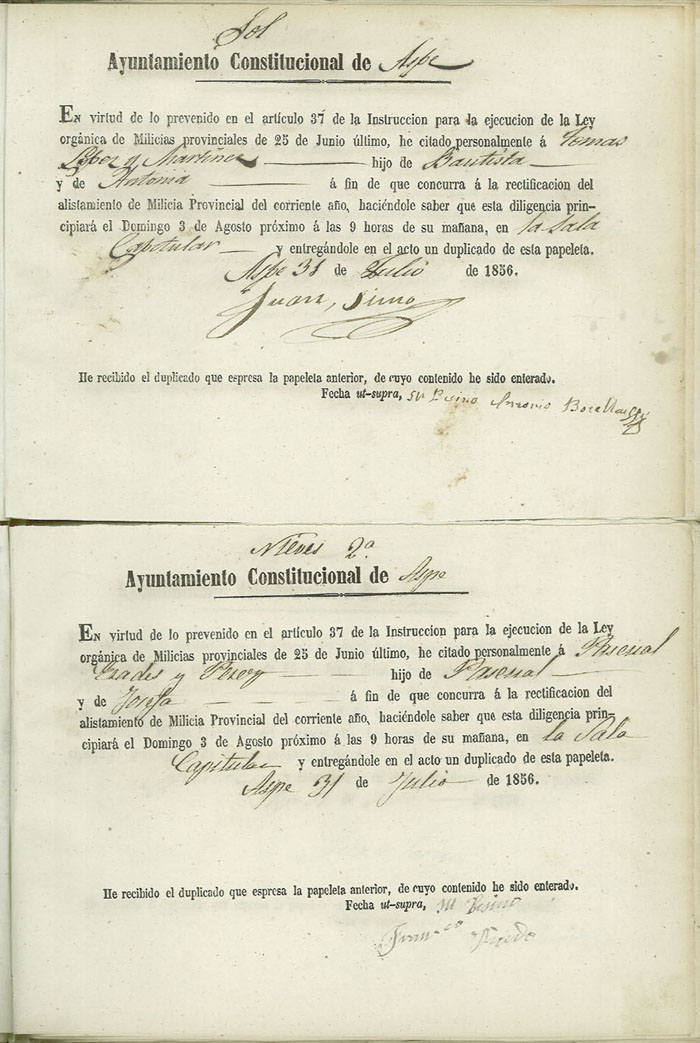 Sol
Ayuntamiento Constitucional de Aspe
En virtud de lo prevenido en el artículo 37 de la Instruccion para la ejecucion de la Ley
orgánica de Milicias provinciales de 25 de Junio último, he citado personalmente á Tomas
Lopez y Martinez hijo de Bautista
y de Antonia á fin de que concurra á la rectificacion del
alistamiento de Milicia Provincial del corriente año, haciéndole saber que esta diligencia prin-
cipiará el Domingo 3 de Agosto próximo á las 9 horas de su mañana, en la Sala
Capitular y entregándole en el acto un duplicado de esta papeleta.
Aspe 31 de Julio de 1856.
Juan Simo
He recibido el duplicado que espresa la papeleta anterior, de cuyo contenido he sido enterado.
Fecha ut-supra, su Besino Antonio
Nieves 2a
Ayuntamiento Constitucional de Aspe
En virtud de lo prevenido en el artículo 37 de la Instruccion para la ejecucion de la Ley
orgánica de Milicias provinciales de 25 de Junio último, he citado personalmente á Pascual
Erades y Perez hijo de Pascual
y de Josefa á fin de que concurra á la rectificacion del
alistamiento de Milicia Provincial del corriente año, haciéndole saber que esta diligencia prin-
cipiará el Domingo 3 de Agosto próximo á las 9 horas de su mañana, en la Sala
Capitular y entregándole en el acto un duplicado de esta papeleta.
Aspe 31 de Julio de 1856.
He recibido el duplicado que espresa la papeleta anterior, de cuyo contenido he sido enterado.
Fecha ut-supra, su Besino